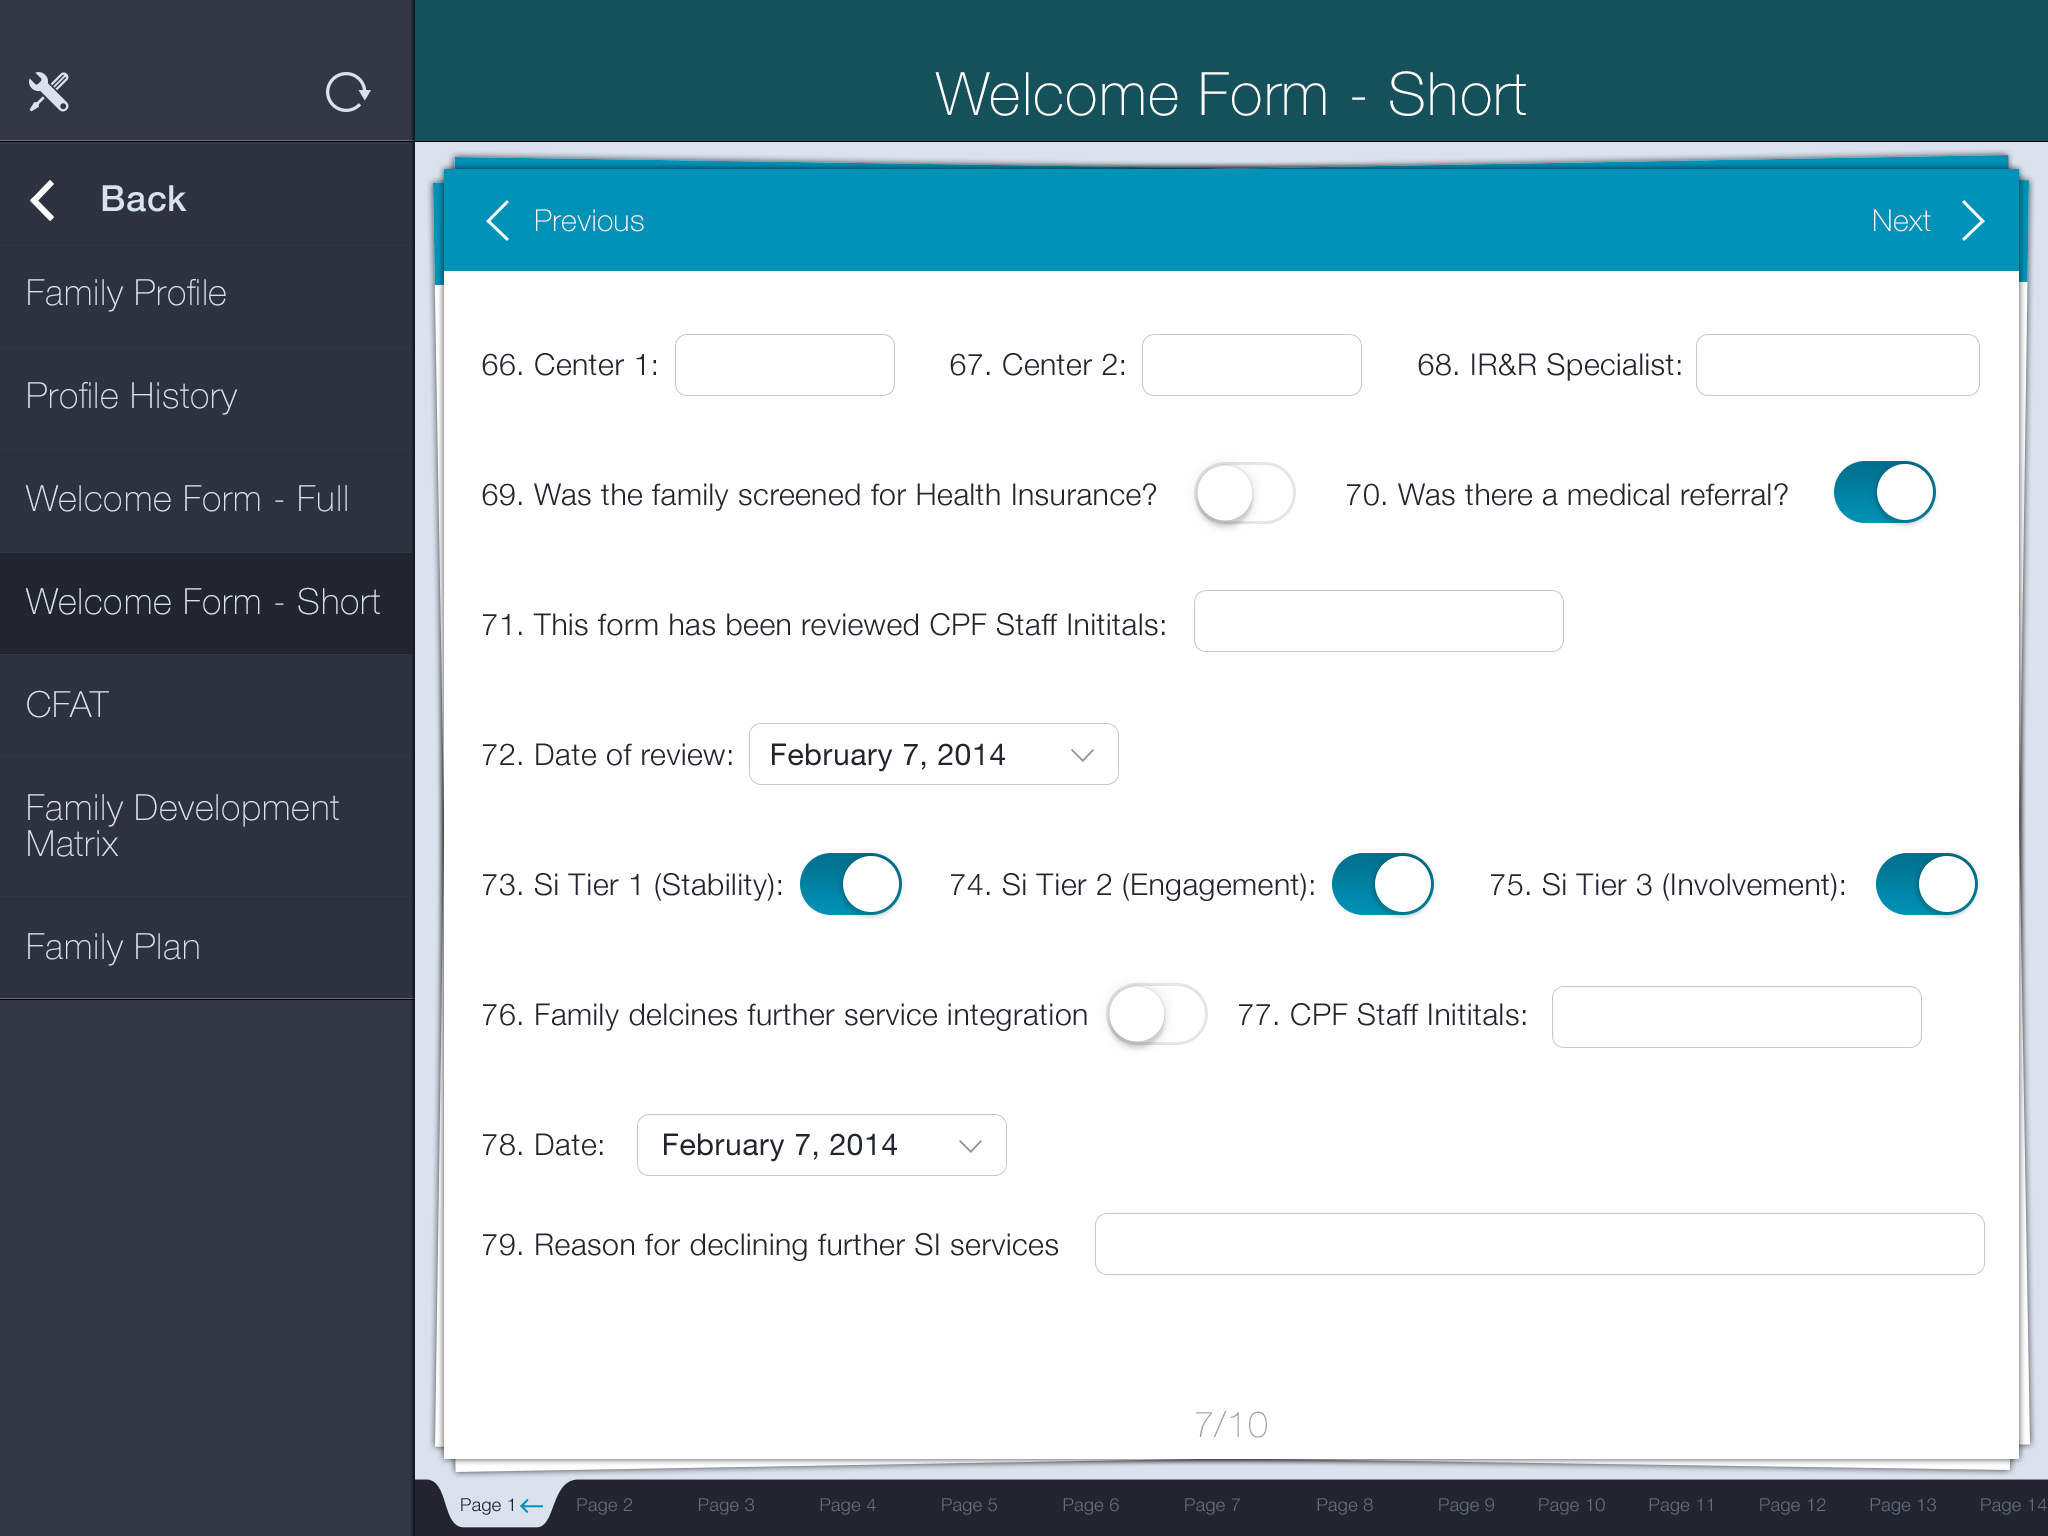 Welcome Form - Short
Back
Family Profile
Profile History
Welcome Form - Full
Welcome Form - Short
CFAT
Family Development
Matrix
Family Plan
Previous
Next
66. Center 1:
67. Center 2:
68. IR&R Specialist:
69. Was the family screened for Health Insurance?
70. Was there a medical referral?
71. This form has been reviewed CPF Staff Inititals:
72. Date of review:
February 7, 2014
73. Si Tier 1 (Stability):
74. Si Tier 2 (Engagement):
75. Si Tier 3 (Involvement):
76. Family delcines further service integration
77. CPF Staff Inititals:
78. Date:
February 7, 2014
79. Reason for declining further SI services
7/10
Page 1
Page 2
Page 3
Page 4
Page 5
Page 6
Page 7
Page 8
Page 9
Page 10
Page 11
Page 12
Page 13
Page 14